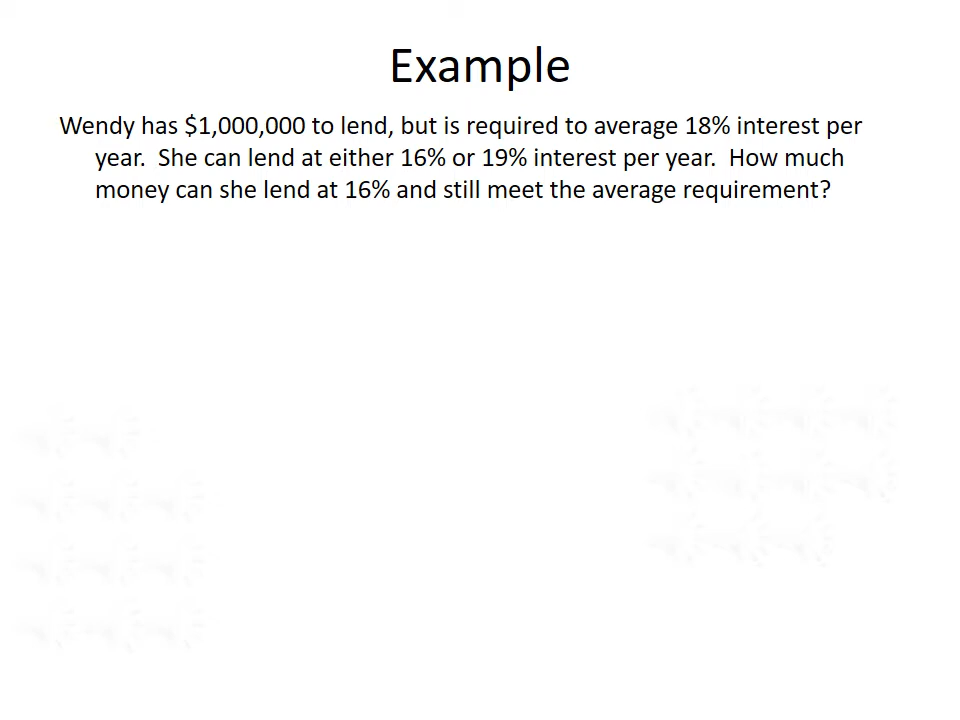 Example
Wendy has $1,000,000 to lend, but is required to average 18% interest per
year.  She can lend at either 16% or 19% interest per year.  How much
money can she lend at 16% and still meet the average requirement?